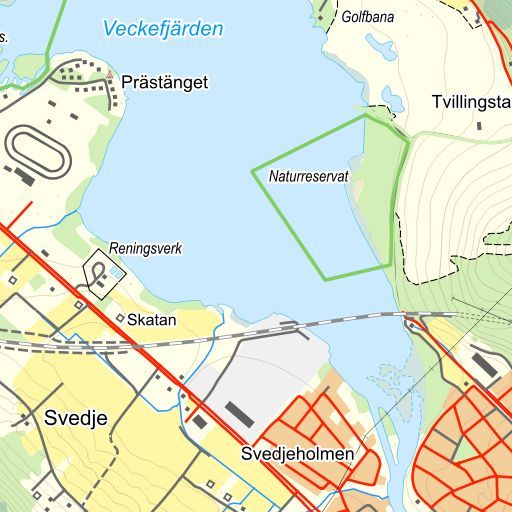 Golfbana
Veckefjärden
s.
Prästänget
Tvillingsta
Naturreservat
Reningsverk
Skatan
Svedje
Svedjeholmen